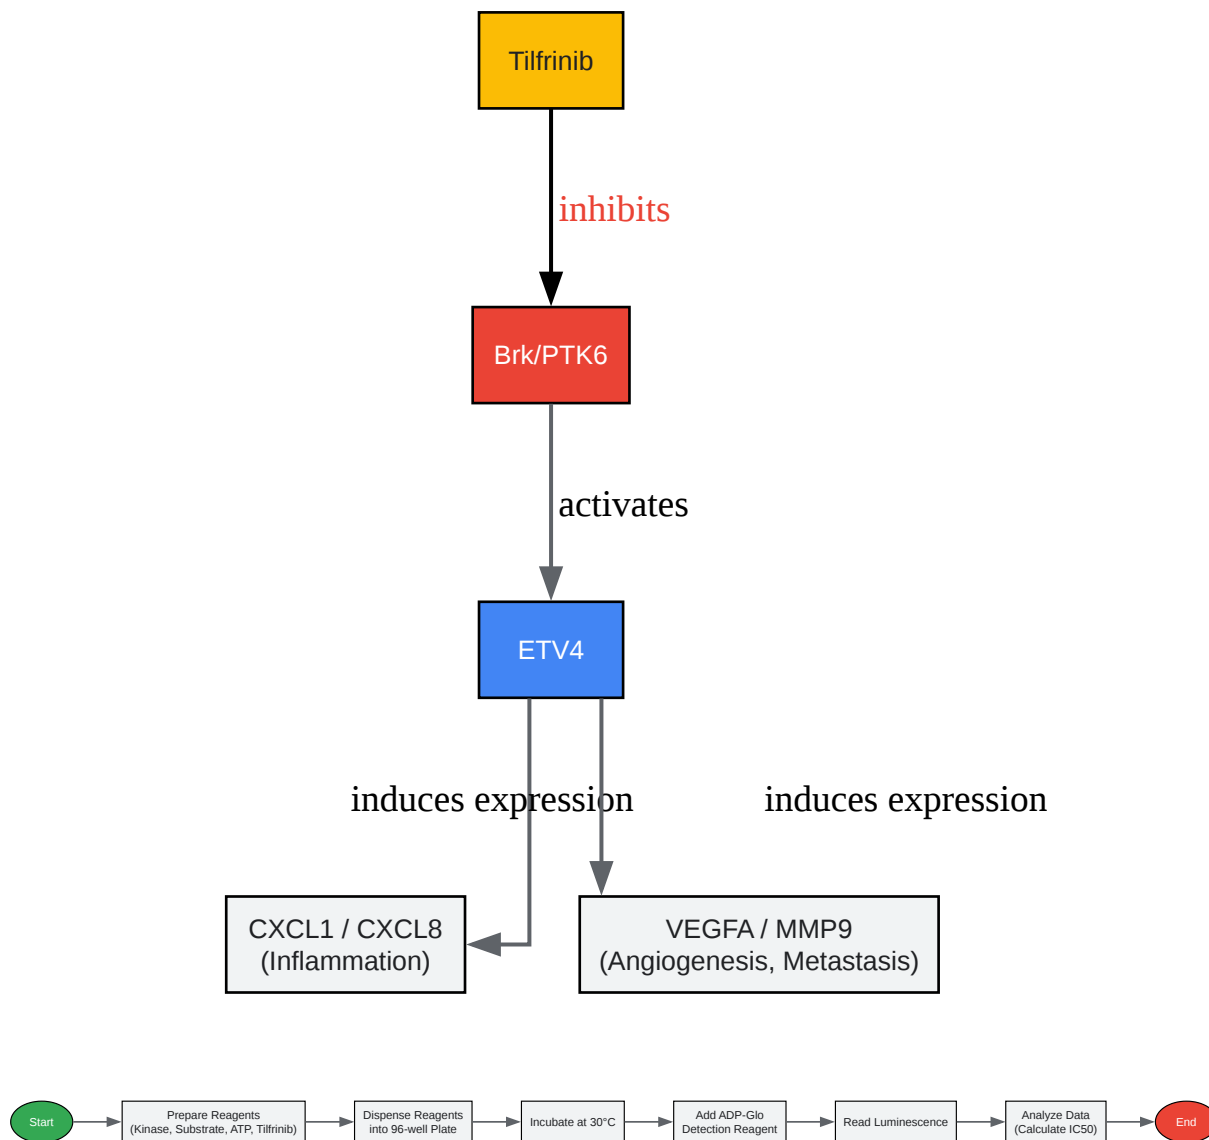 Tilfrinib
inhibits
Brk/PTK6
activates
ETV4
induces expression
induces expression
CXCL1 / CXCL8
(Inflammation)
VEGFA / MMP9
(Angiogenesis, Metastasis)
Start
Prepare Reagents
(Kinase, Substrate, ATP, Tilfrinib)
Dispense Reagents
into 96-well Plate
Incubate at 30°C
Add ADP-Glo
Detection Reagent
Read Luminescence
Analyze Data
(Calculate IC50)
End